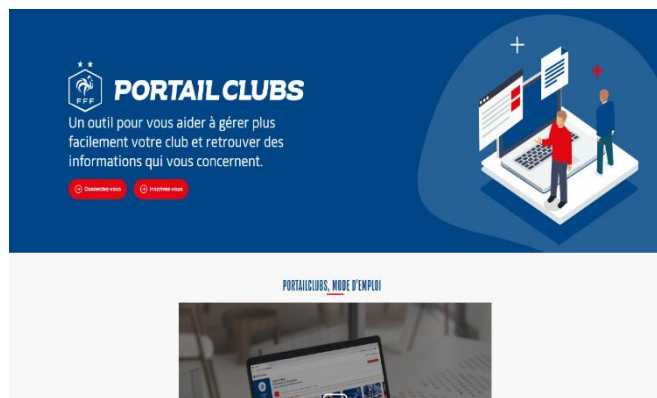 FFF
PORTAIL CLUBS
Un outil pour vous aider à gérer plus
facilement votre club et retrouver des
informations qui vous concernent.
Connectez-vous
Inscrivez-vous
PORTAILCLUBS, MODE D'EMPLOI